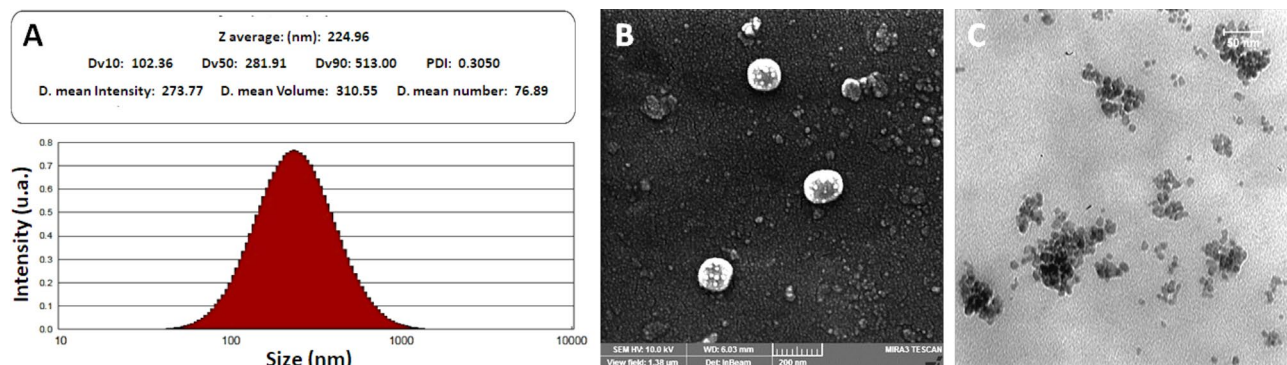 A
Z average: (nm): 224.96
Dv10: 102.36 Dv50: 281.91 Dv90: 513.00 PDI: 0.3050
D. mean Intensity: 273.77 D. mean Volume: 310.55 D. mean number: 76.89
Intensity (u.a.)
0.8
0.7
0.6
0.5
0.4
0.3
0.2
0.1
0.0
10 100 1000 10000
Size (nm)
B
SEM HV: 10.0 kV WD: 6.03 mm MIRA3 TESCAN
View field: 1.38 μm Det: InBeam 200 nm
C
50 nm